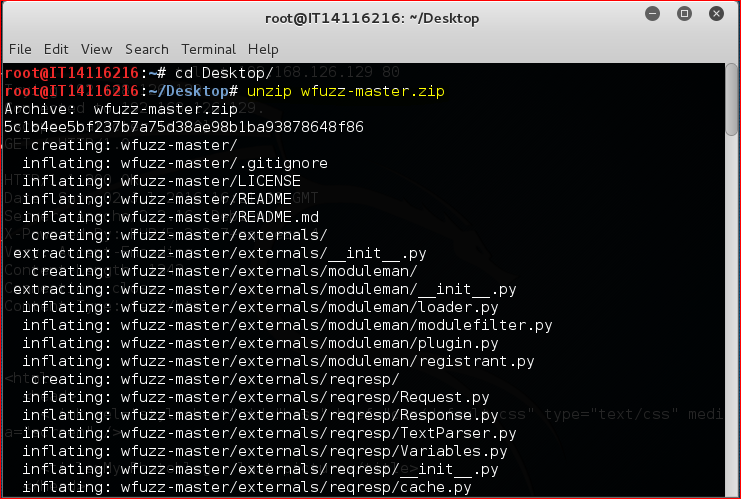 root@IT14116216: ~/Desktop
File Edit View Search Terminal Help
root@IT14116216:~# cd Desktop/
root@IT14116216:~/Desktop# unzip wfuzz-master.zip
Archive:  wfuzz-master.zip
5c1b4ee5bf237b7a75d38ae98b1ba93878648f86
   creating: wfuzz-master/
  inflating: wfuzz-master/.gitignore
  inflating: wfuzz-master/LICENSE
  inflating: wfuzz-master/README
  inflating: wfuzz-master/README.md
   creating: wfuzz-master/externals/
 extracting: wfuzz-master/externals/__init__.py
   creating: wfuzz-master/externals/moduleman/
 extracting: wfuzz-master/externals/moduleman/__init__.py
  inflating: wfuzz-master/externals/moduleman/loader.py
  inflating: wfuzz-master/externals/moduleman/modulefilter.py
  inflating: wfuzz-master/externals/moduleman/plugin.py
  inflating: wfuzz-master/externals/moduleman/registrant.py
   creating: wfuzz-master/externals/reqresp/
  inflating: wfuzz-master/externals/reqresp/Request.py
  inflating: wfuzz-master/externals/reqresp/Response.py
  inflating: wfuzz-master/externals/reqresp/TextParser.py
  inflating: wfuzz-master/externals/reqresp/Variables.py
  inflating: wfuzz-master/externals/reqresp/__init__.py
  inflating: wfuzz-master/externals/reqresp/cache.py